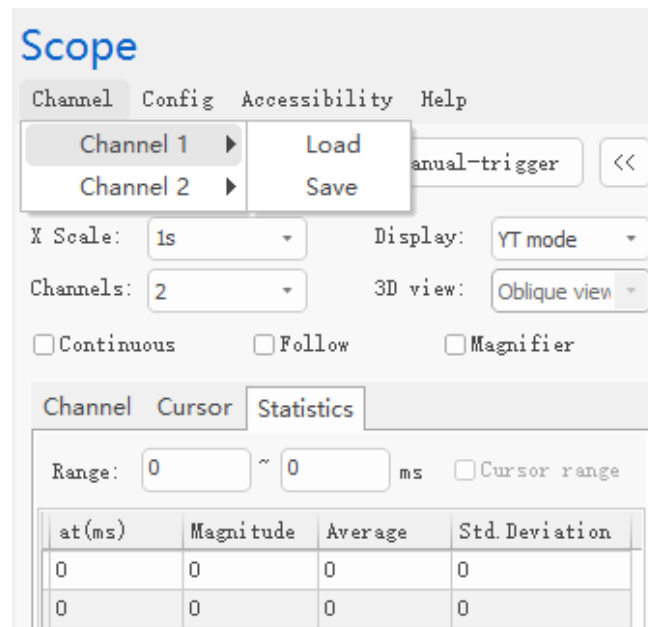 Scope
Channel Config Accessibility Help
Channel 1 Load
anual-trigger <<
Channel 2 Save
X Scale: 1s Display: YT mode
Channels: 2 3D view: Oblique view
Continuous Follow Magnifier
Channel Cursor Statistics
Range: 0 ~ 0 ms Cursor range
at(ms) Magnitude Average Std.Deviation
0 0 0 0
0 0 0 0